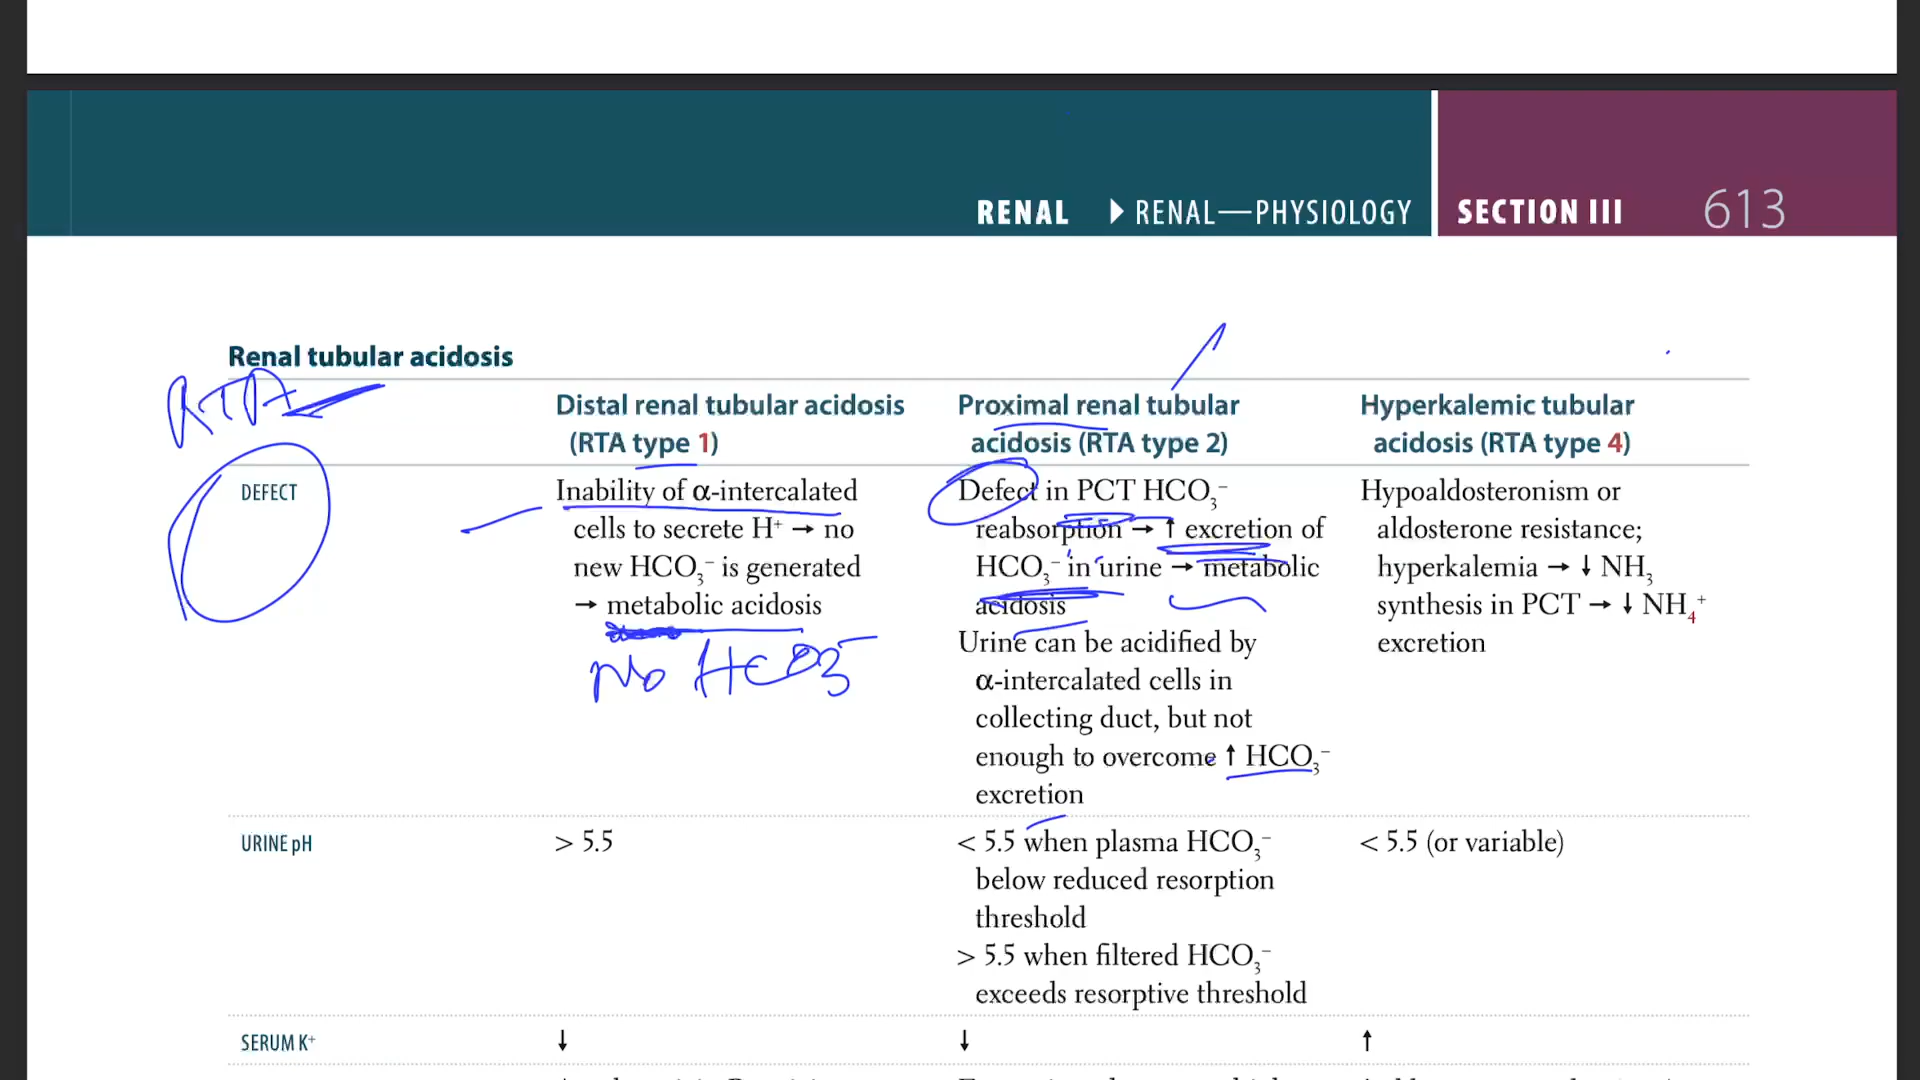 RENAL ▶ RENAL—PHYSIOLOGY SECTION III 613
Renal tubular acidosis
RTA
Distal renal tubular acidosis
(RTA type 1)
Proximal renal tubular
acidosis (RTA type 2)
Hyperkalemic tubular
acidosis (RTA type 4)
DEFECT
Inability of α-intercalated
cells to secrete H⁺ → no
new HCO₃⁻ is generated
→ metabolic acidosis
No HCO3⁻
Defect in PCT HCO₃⁻
reabsorption → ↑ excretion of
HCO₃⁻ in urine → metabolic
acidosis
Urine can be acidified by
α-intercalated cells in
collecting duct, but not
enough to overcome ↑ HCO₃⁻
excretion
Hypoaldosteronism or
aldosterone resistance;
hyperkalemia → ↓ NH₃
synthesis in PCT → ↓ NH₄⁺
excretion
URINE pH
> 5.5
< 5.5 when plasma HCO₃⁻
below reduced resorption
threshold
> 5.5 when filtered HCO₃⁻
exceeds resorptive threshold
< 5.5 (or variable)
SERUM K⁺
↓
↓
↑